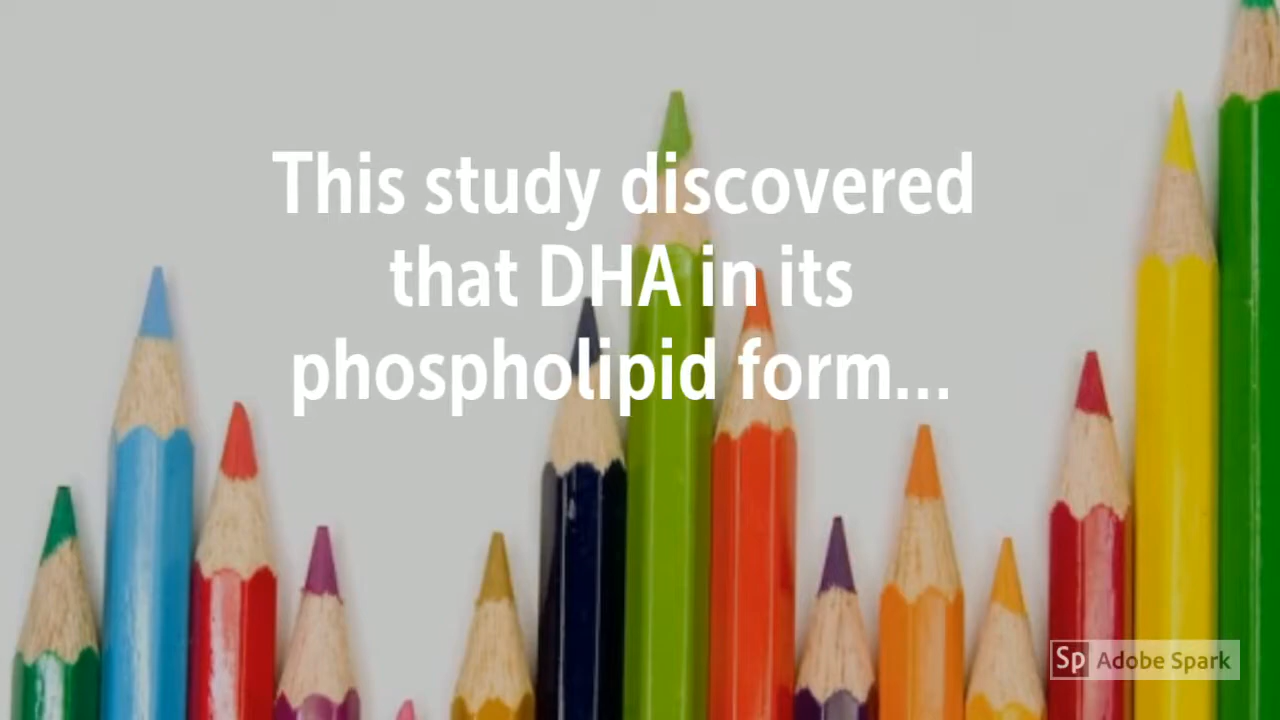 This study discovered
that DHA in its
phospholipid form...
Sp Adobe Spark